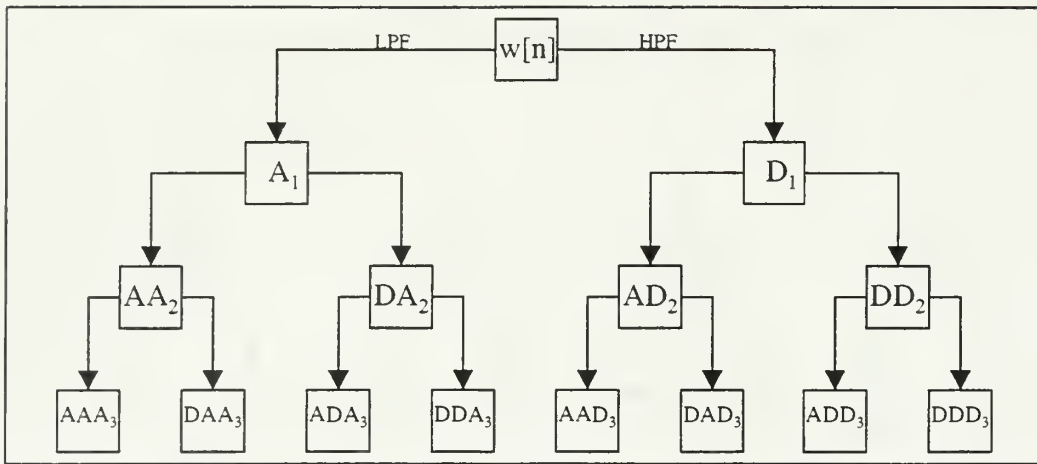 LPF w[n] HPF
A₁ D₁
AA₂ DA₂ AD₂ DD₂
AAA₃ DAA₃ ADA₃ DDA₃ AAD₃ DAD₃ ADD₃ DDD₃